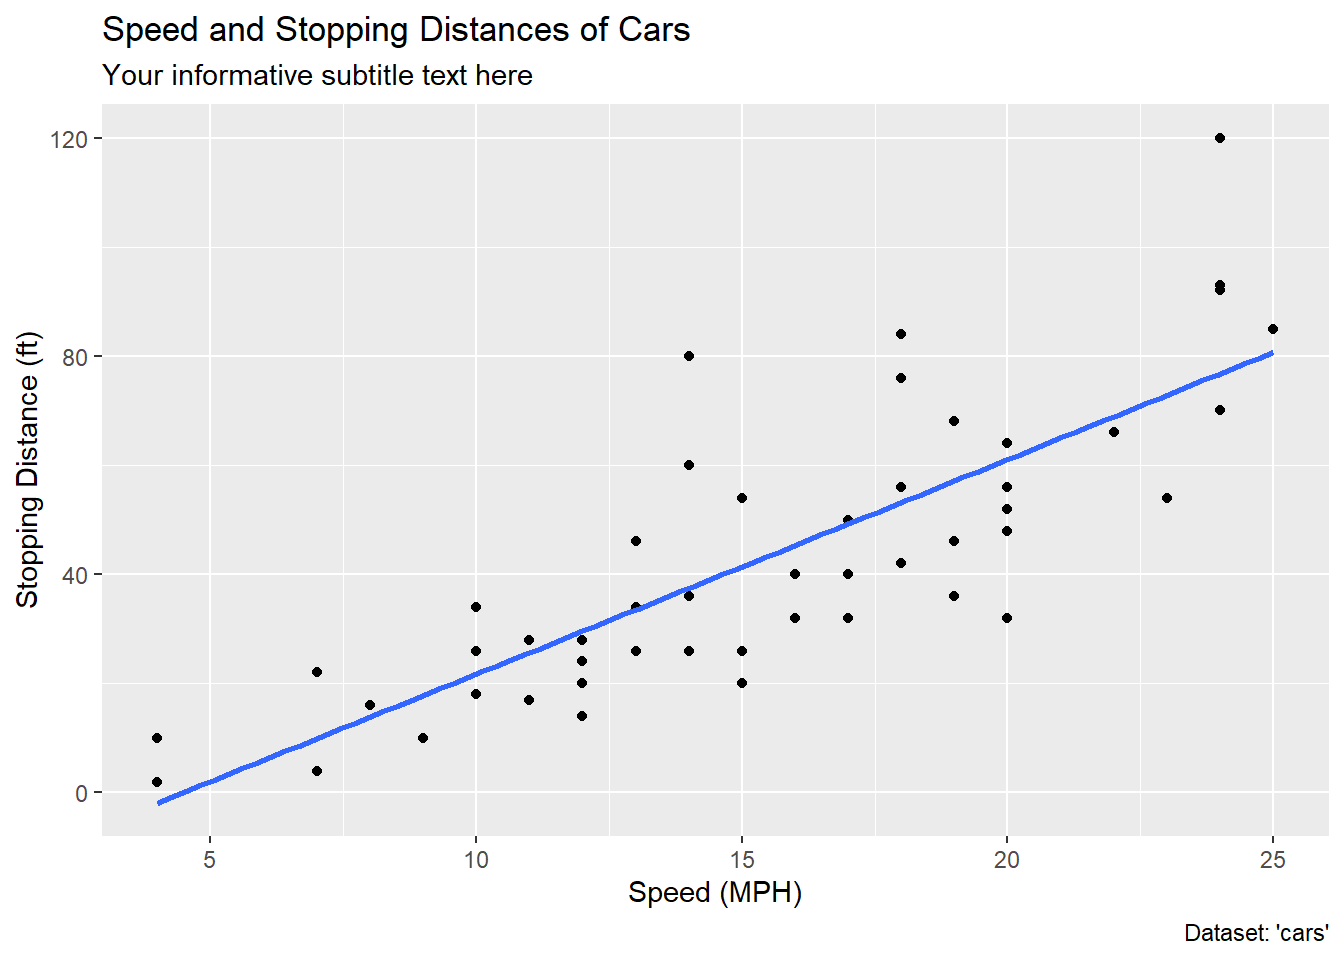 Speed and Stopping Distances of Cars
Your informative subtitle text here
120
80
40
0
Stopping Distance (ft)
5 10 15 20 25
Speed (MPH)
Dataset: 'cars'